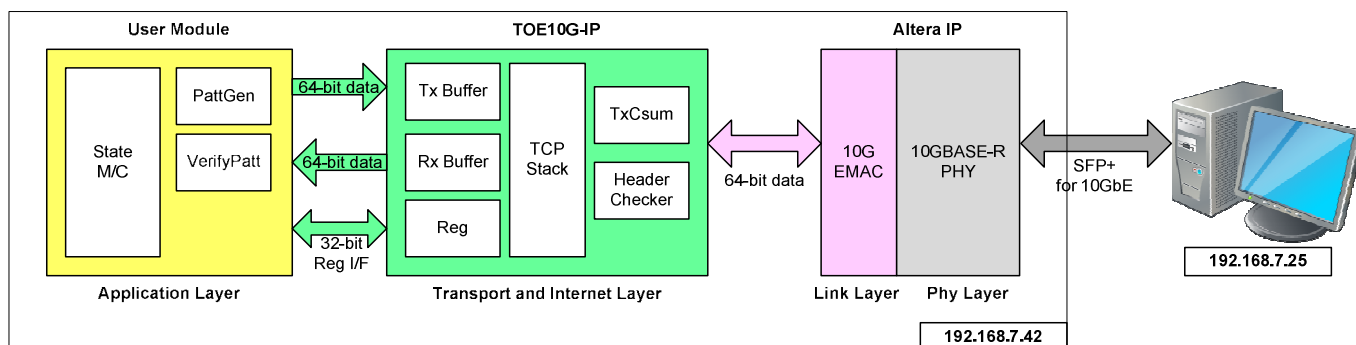 User Module
TOE10G-IP
Altera IP
State
M/C
PattGen
VerifyPatt
64-bit data
64-bit data
32-bit
Reg I/F
Tx Buffer
Rx Buffer
Reg
TCP
Stack
TxCsum
Header
Checker
64-bit data
10G
EMAC
10GBASE-R
PHY
SFP+
for 10GbE
192.168.7.25
Application Layer
Transport and Internet Layer
Link Layer
Phy Layer
192.168.7.42